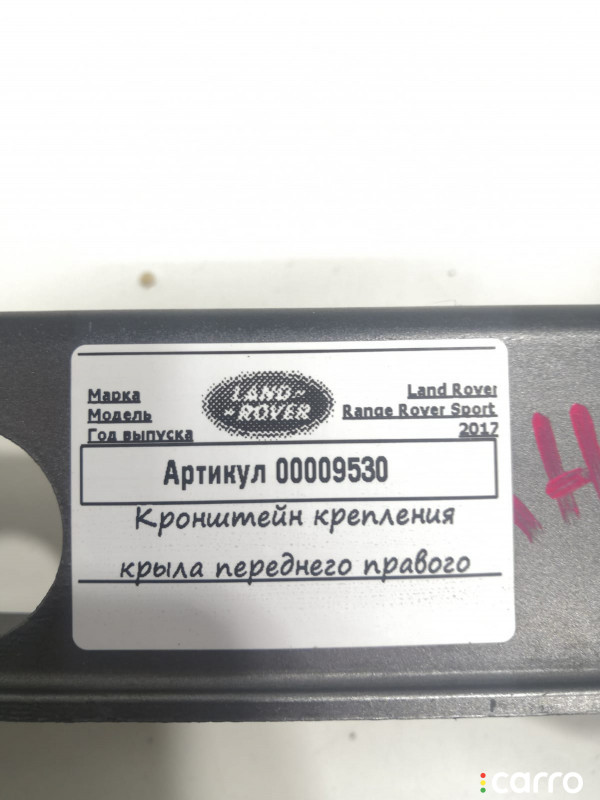 Марка
Модель
Год выпуска
LAND-
-ROVER
Land Rover
Range Rover Sport
2017
Артикул 00009530
Кронштейн крепления
крыла переднего правого
carro